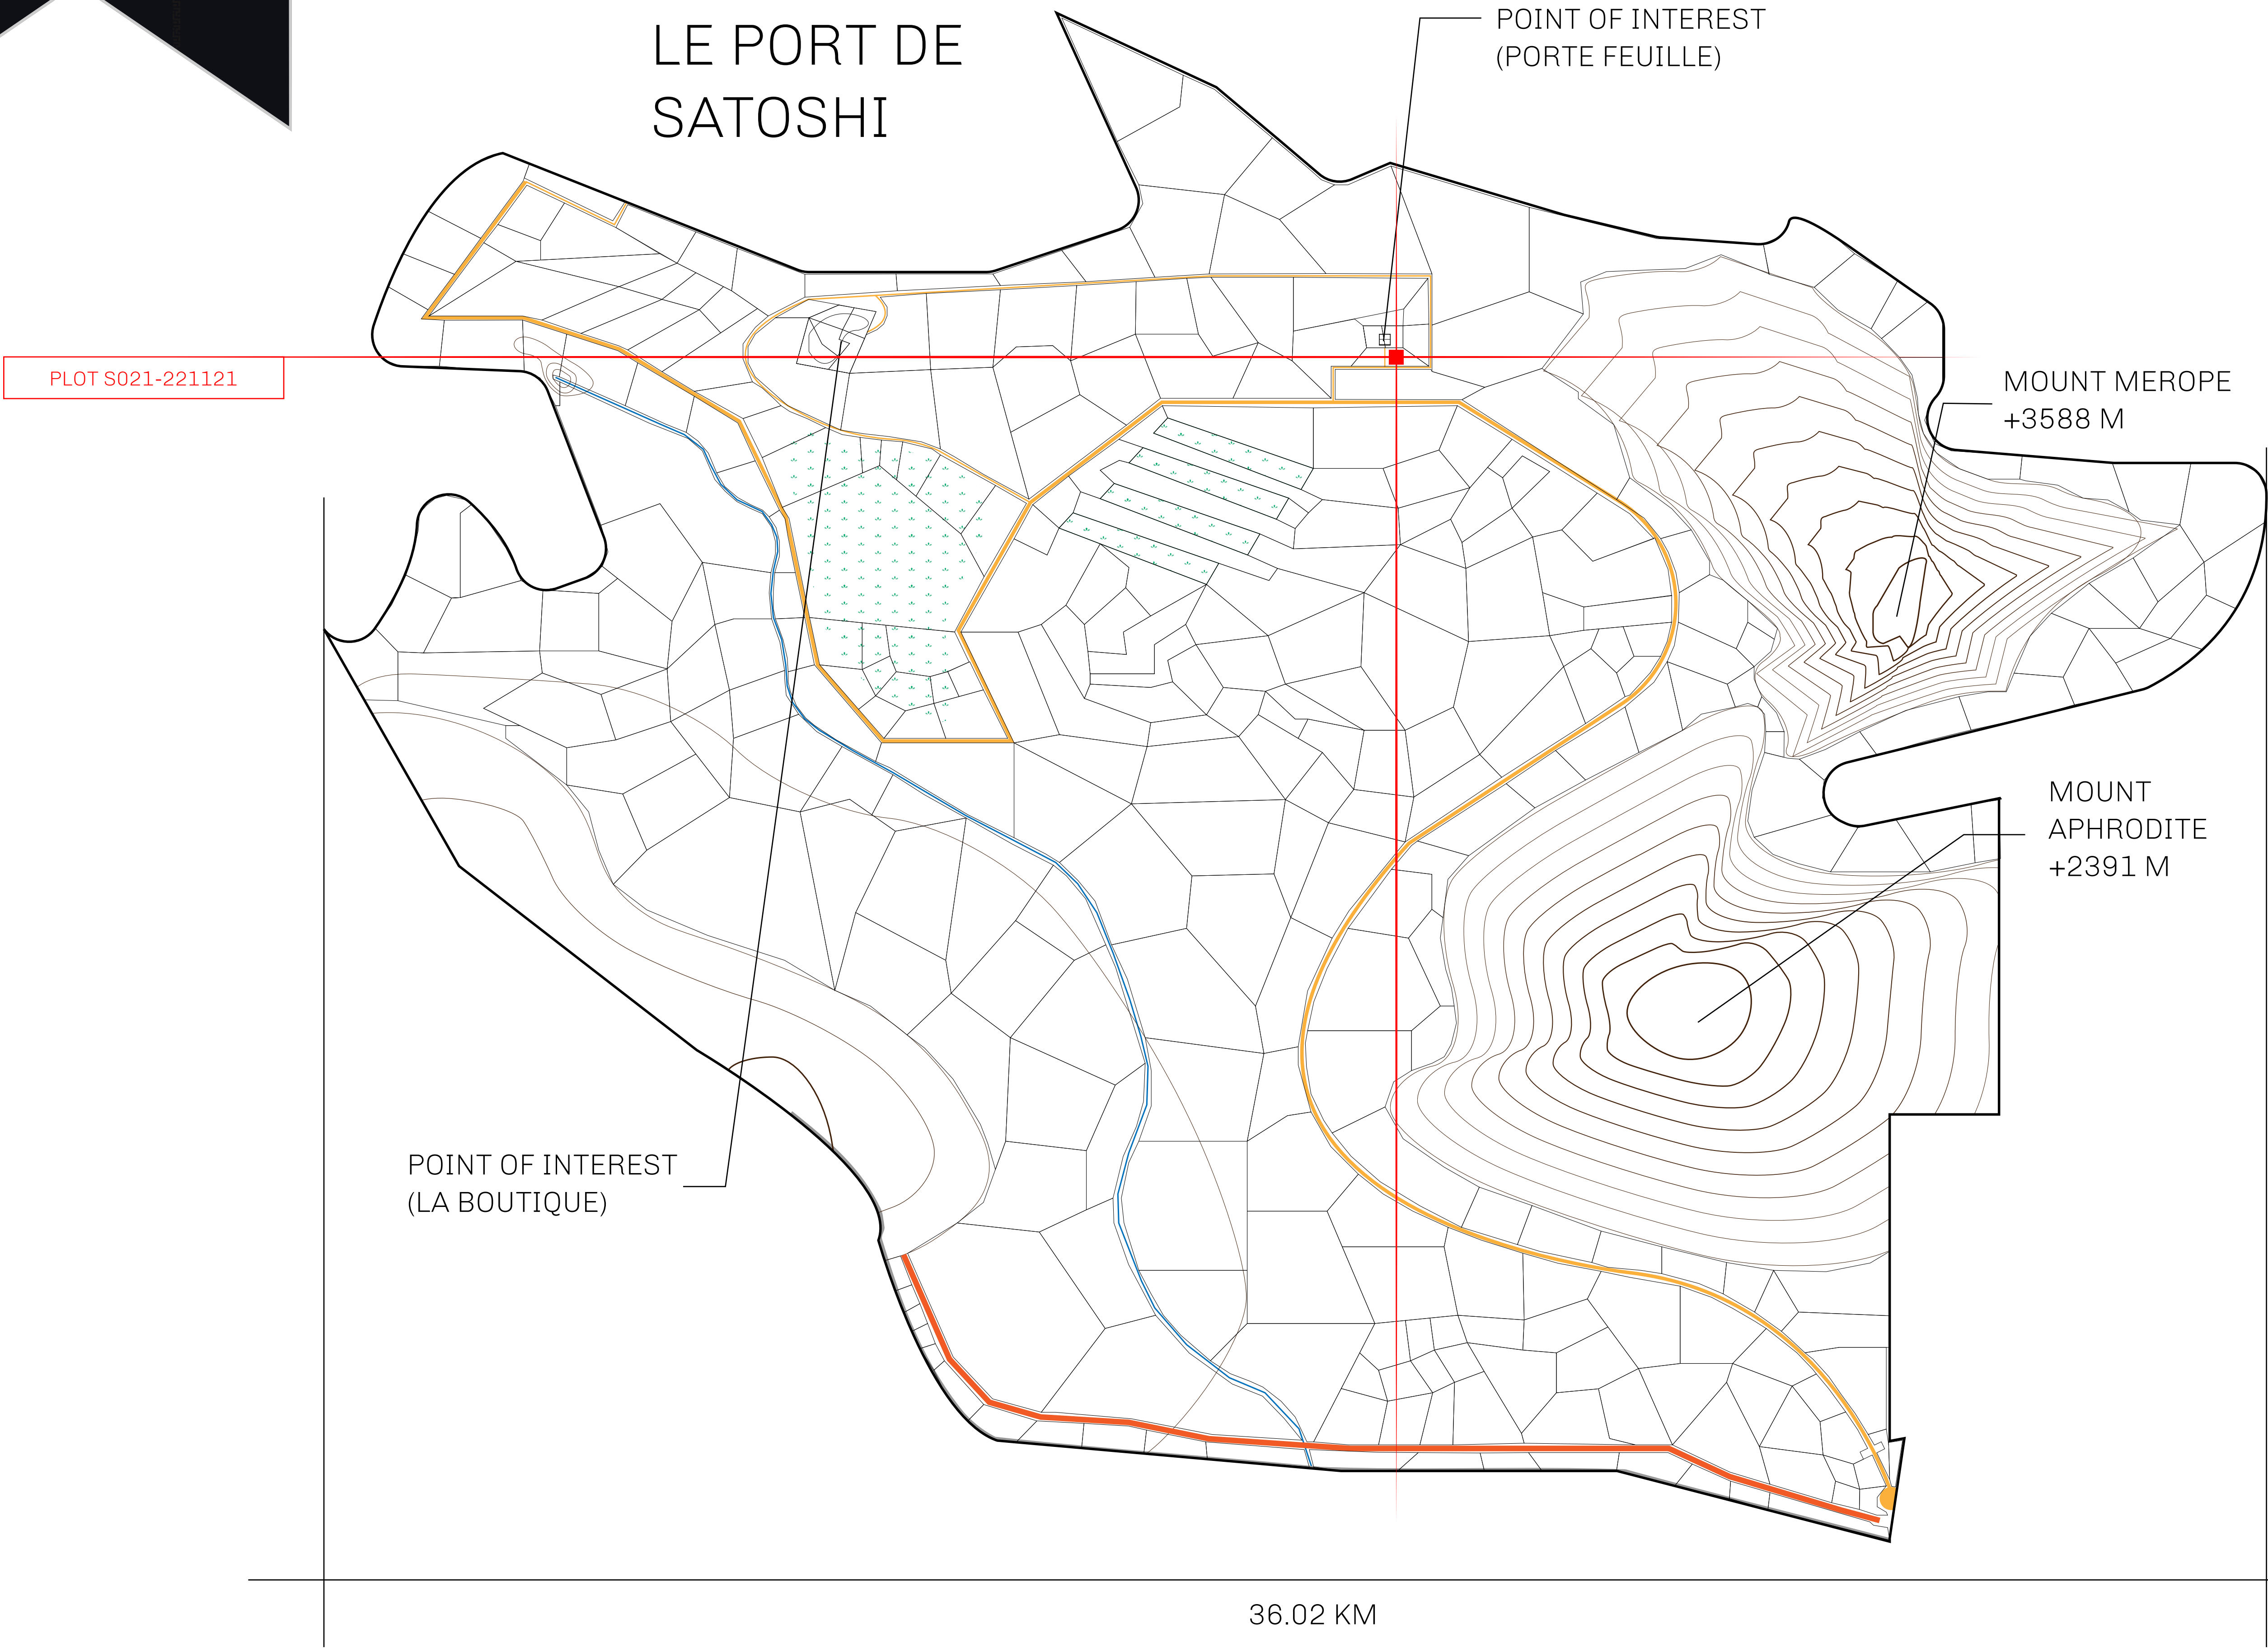 LE PORT DE
SATOSHI
POINT OF INTEREST
(PORTE FEUILLE)
PLOT S021-221121
MOUNT MEROPE
+3588 M
MOUNT
APHRODITE
+2391 M
POINT OF INTEREST
(LA BOUTIQUE)
36.02 KM